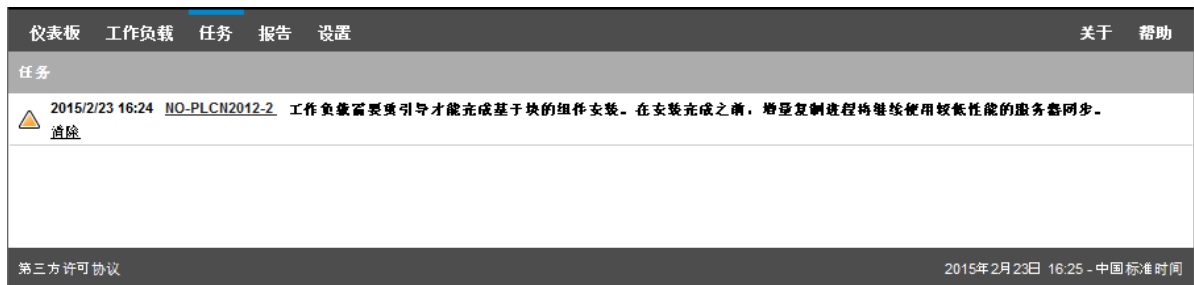 仪表板 工作负载 任务 报告 设置 关于 帮助
任务
2015/2/23 16:24 NO-PLCN2012-2 工作负载需要重引导才能完成基于块的组件安装。在安装完成之前，增量复制进程将继续使用较低性能的服务器同步。
消除
第三方许可协议 2015年2月23日 16:25 - 中国标准时间